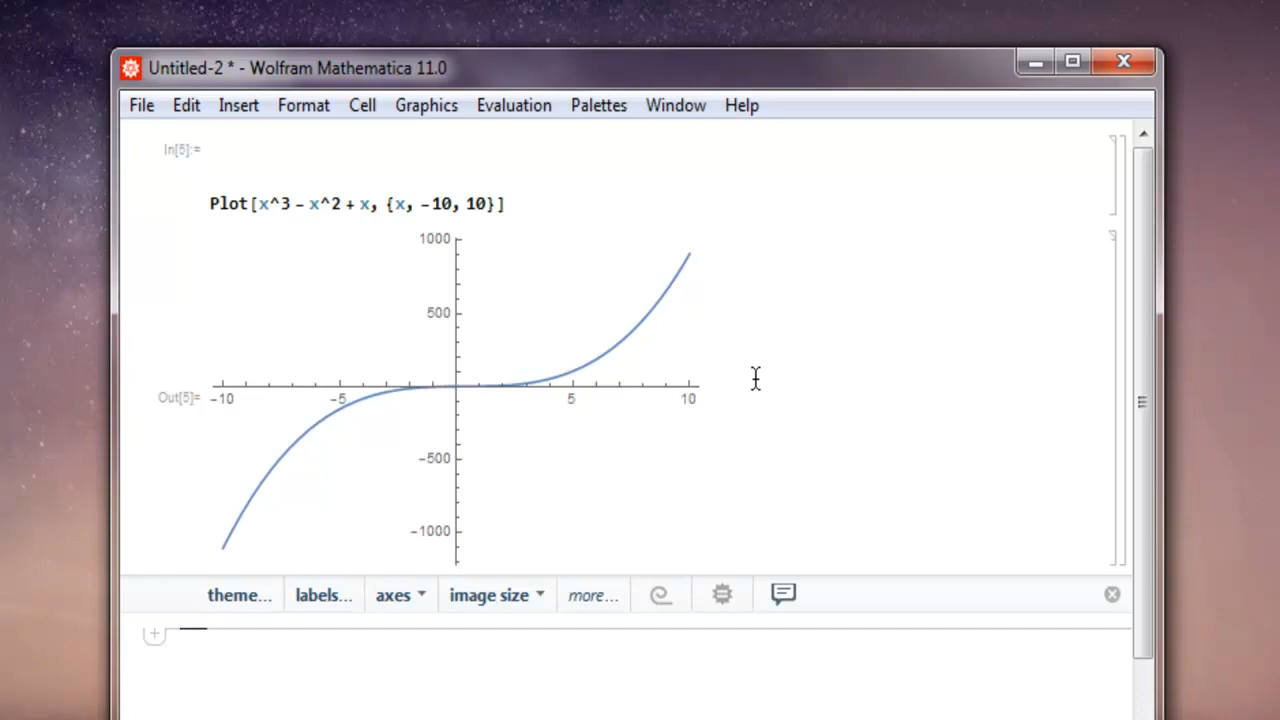 Untitled-2 * - Wolfram Mathematica 11.0
File Edit Insert Format Cell Graphics Evaluation Palettes Window Help
In[5]:=
Plot[x^3 - x^2 + x, {x, -10, 10}]
1000
500
Out[5]= -10 -5 5 10
-500
-1000
theme... labels... axes image size more...